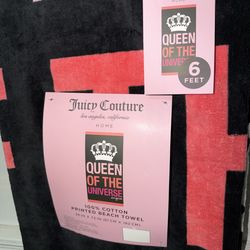 QUEEN
OF THE
UNIVERSE
6
FEET
Juicy Couture
los angeles, california
HOME
QUEEN
OF THE
UNIVERSE
100% COTTON
PRINTED BEACH TOWEL